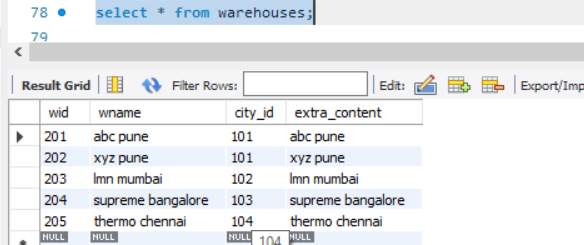 78 select * from warehouses;
79
Result Grid Filter Rows: Edit: Export/Imp
wid wname city_id extra_content
201 abc pune 101 abc pune
202 xyz pune 101 xyz pune
203 lmn mumbai 102 lmn mumbai
204 supreme bangalore 103 supreme bangalore
205 thermo chennai 104 thermo chennai
NULL NULL NULL 104 NULL